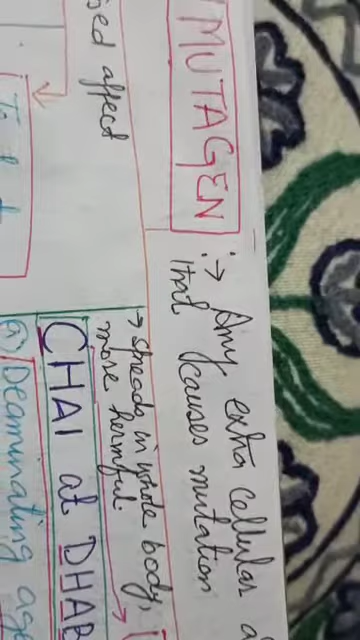 MUTAGEN :→ Any extra cellular
that causes mutation
sed affect
→ Spreads in whole body,
more harmful.
CHAI at DHAB
a) Deaminating age